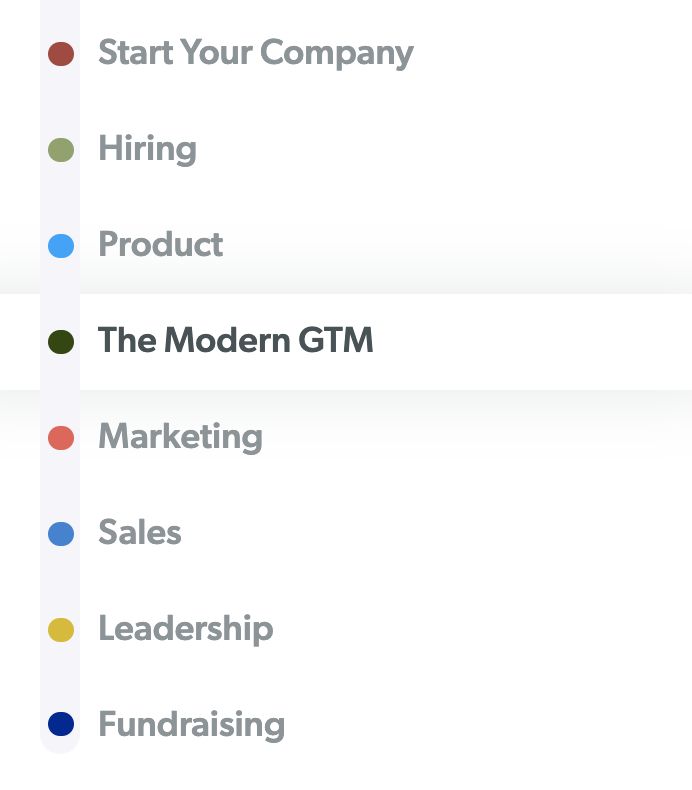 Start Your Company
Hiring
Product
The Modern GTM
Marketing
Sales
Leadership
Fundraising